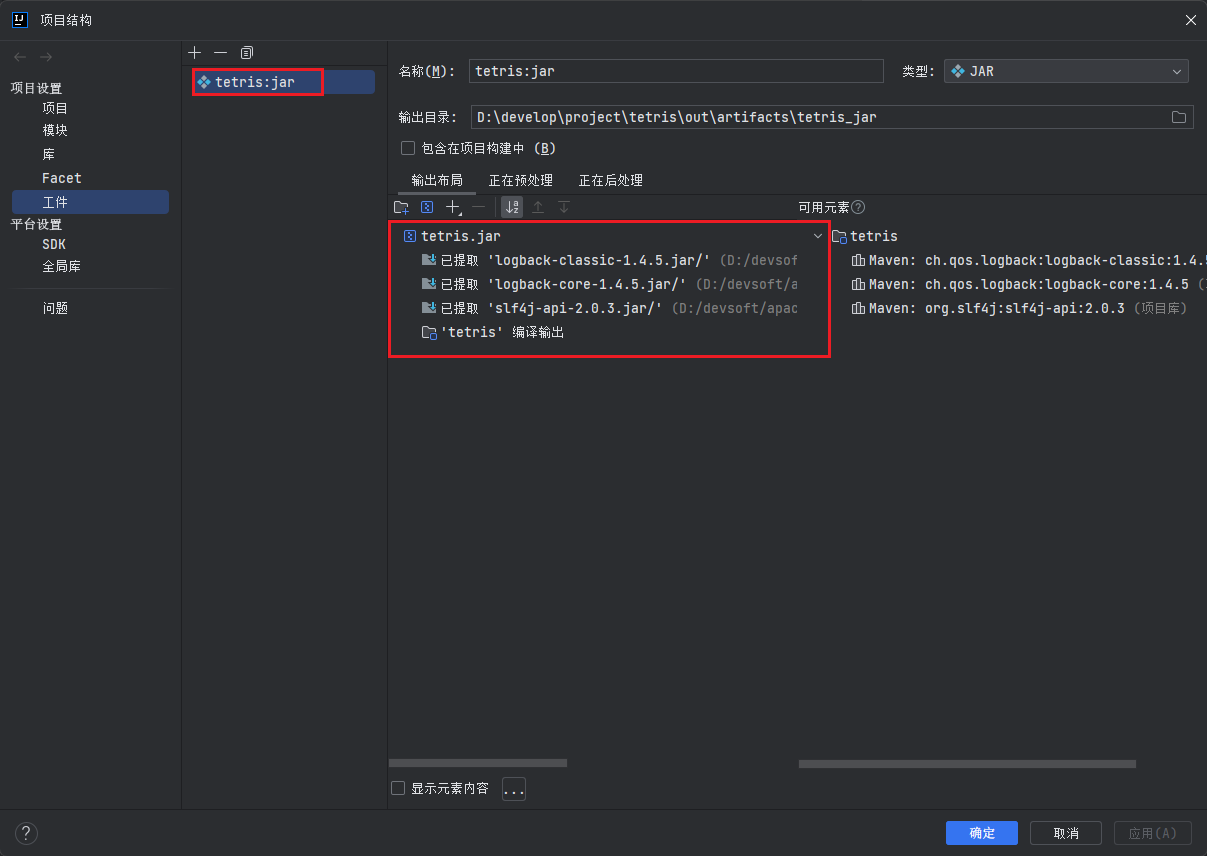 项目结构
项目设置
项目
模块
库
Facet
工件
平台设置
SDK
全局库
问题
tetris:jar
名称(M): tetris:jar
类型: JAR
输出目录: D:\develop\project\tetris\out\artifacts\tetris_jar
包含在项目构建中 (B)
输出布局 正在预处理 正在后处理
可用元素
tetris.jar
已提取 'logback-classic-1.4.5.jar/' (D:/devsof
已提取 'logback-core-1.4.5.jar/' (D:/devsoft/a
已提取 'slf4j-api-2.0.3.jar/' (D:/devsoft/apac
'tetris' 编译输出
tetris
Maven: ch.qos.logback:logback-classic:1.4.
Maven: ch.qos.logback:logback-core:1.4.5
Maven: org.slf4j:slf4j-api:2.0.3 (项目库)
显示元素内容 ...
? 确定 取消 应用(A)